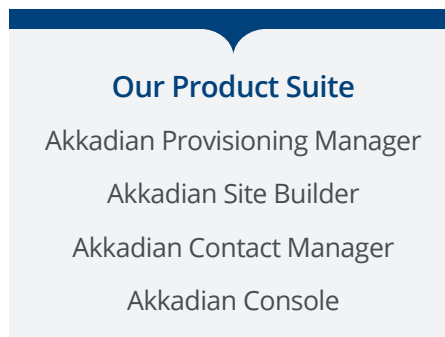 Our Product Suite
Akkadian Provisioning Manager
Akkadian Site Builder
Akkadian Contact Manager
Akkadian Console